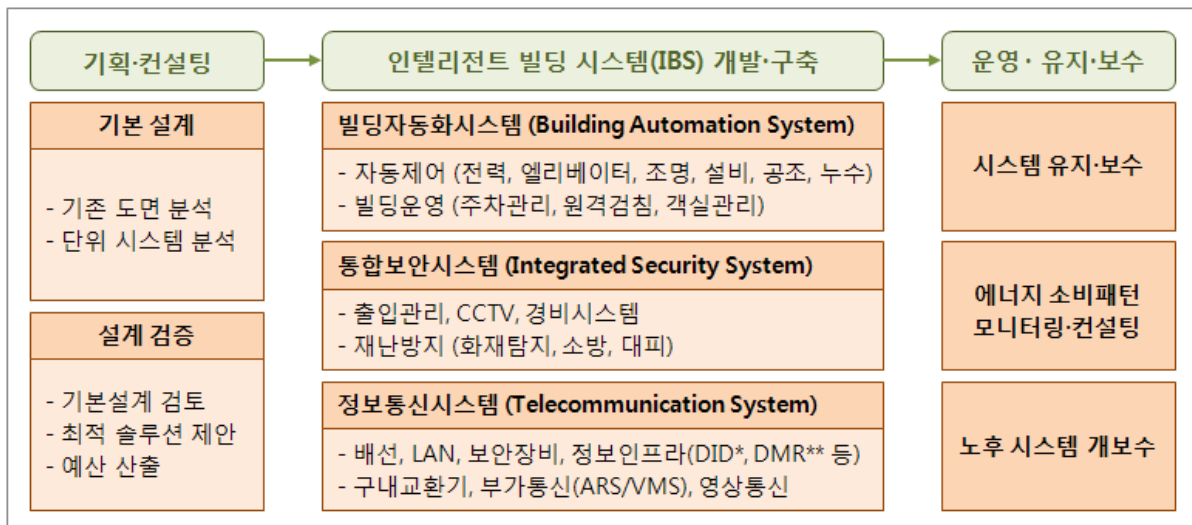 기획·컨설팅
인텔리전트 빌딩 시스템(IBS) 개발·구축
운영· 유지·보수
기본 설계
- 기존 도면 분석
- 단위 시스템 분석
설계 검증
- 기본설계 검토
- 최적 솔루션 제안
- 예산 산출
빌딩자동화시스템 (Building Automation System)
- 자동제어 (전력, 엘리베이터, 조명, 설비, 공조, 누수)
- 빌딩운영 (주차관리, 원격검침, 객실관리)
통합보안시스템 (Integrated Security System)
- 출입관리, CCTV, 경비시스템
- 재난방지 (화재탐지, 소방, 대피)
정보통신시스템 (Telecommunication System)
- 배선, LAN, 보안장비, 정보인프라(DID*, DMR** 등)
- 구내교환기, 부가통신(ARS/VMS), 영상통신
시스템 유지·보수
에너지 소비패턴
모니터링·컨설팅
노후 시스템 개보수